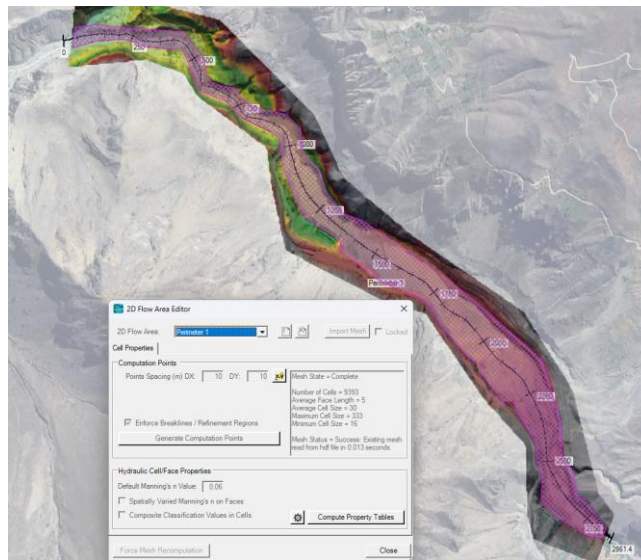 0
250
500
750
1000
1250
1500
Perimeter 1
1750
2000
2250
2500
2861.4
2D Flow Area Editor
2D Flow Area: Perimeter 1 Import Mesh Locked
Cell Properties
Computation Points
Points Spacing (m) DX: 10 DY: 10
Mesh State = Complete
Number of Cells = 9393
Average Face Length = 5
Average Cell Size = 30
Maximum Cell Size = 333
Minimum Cell Size = 16
Mesh Status = Success: Existing mesh
read from hdf file in 0.013 seconds.
Enforce Breaklines / Refinement Regions
Generate Computation Points
Hydraulic Cell/Face Properties
Default Manning's n Value: 0.06
Spatially Varied Manning's n on Faces
Composite Classification Values in Cells
Compute Property Tables
Force Mesh Recomputation
Close